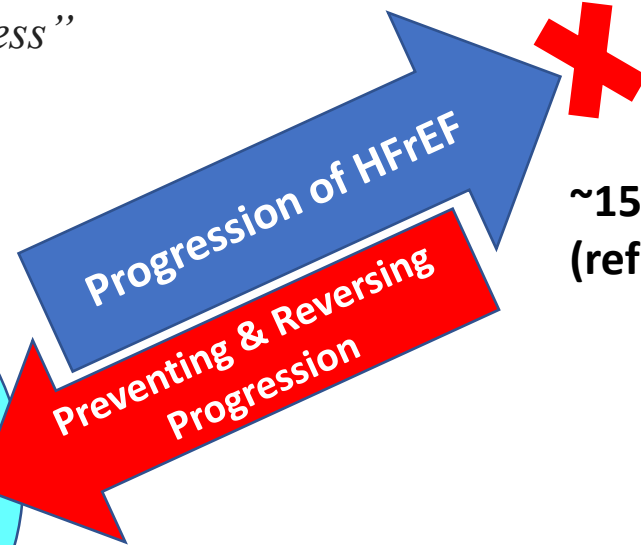 ess”
Progression of HFrEF
~15
(ref
Preventing & Reversing
Progression